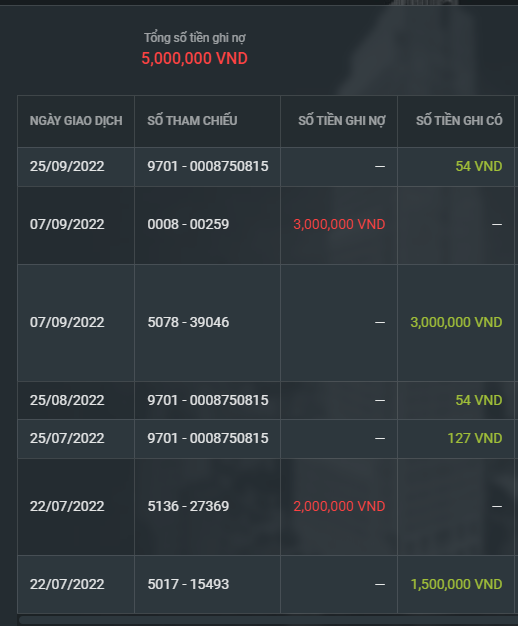 Tổng số tiền ghi nợ
5,000,000 VND
NGÀY GIAO DỊCH SỐ THAM CHIẾU SỐ TIỀN GHI NỢ SỐ TIỀN GHI CÓ
25/09/2022 9701 - 0008750815 — 54 VND
07/09/2022 0008 - 00259 3,000,000 VND —
07/09/2022 5078 - 39046 — 3,000,000 VND
25/08/2022 9701 - 0008750815 — 54 VND
25/07/2022 9701 - 0008750815 — 127 VND
22/07/2022 5136 - 27369 2,000,000 VND —
22/07/2022 5017 - 15493 — 1,500,000 VND